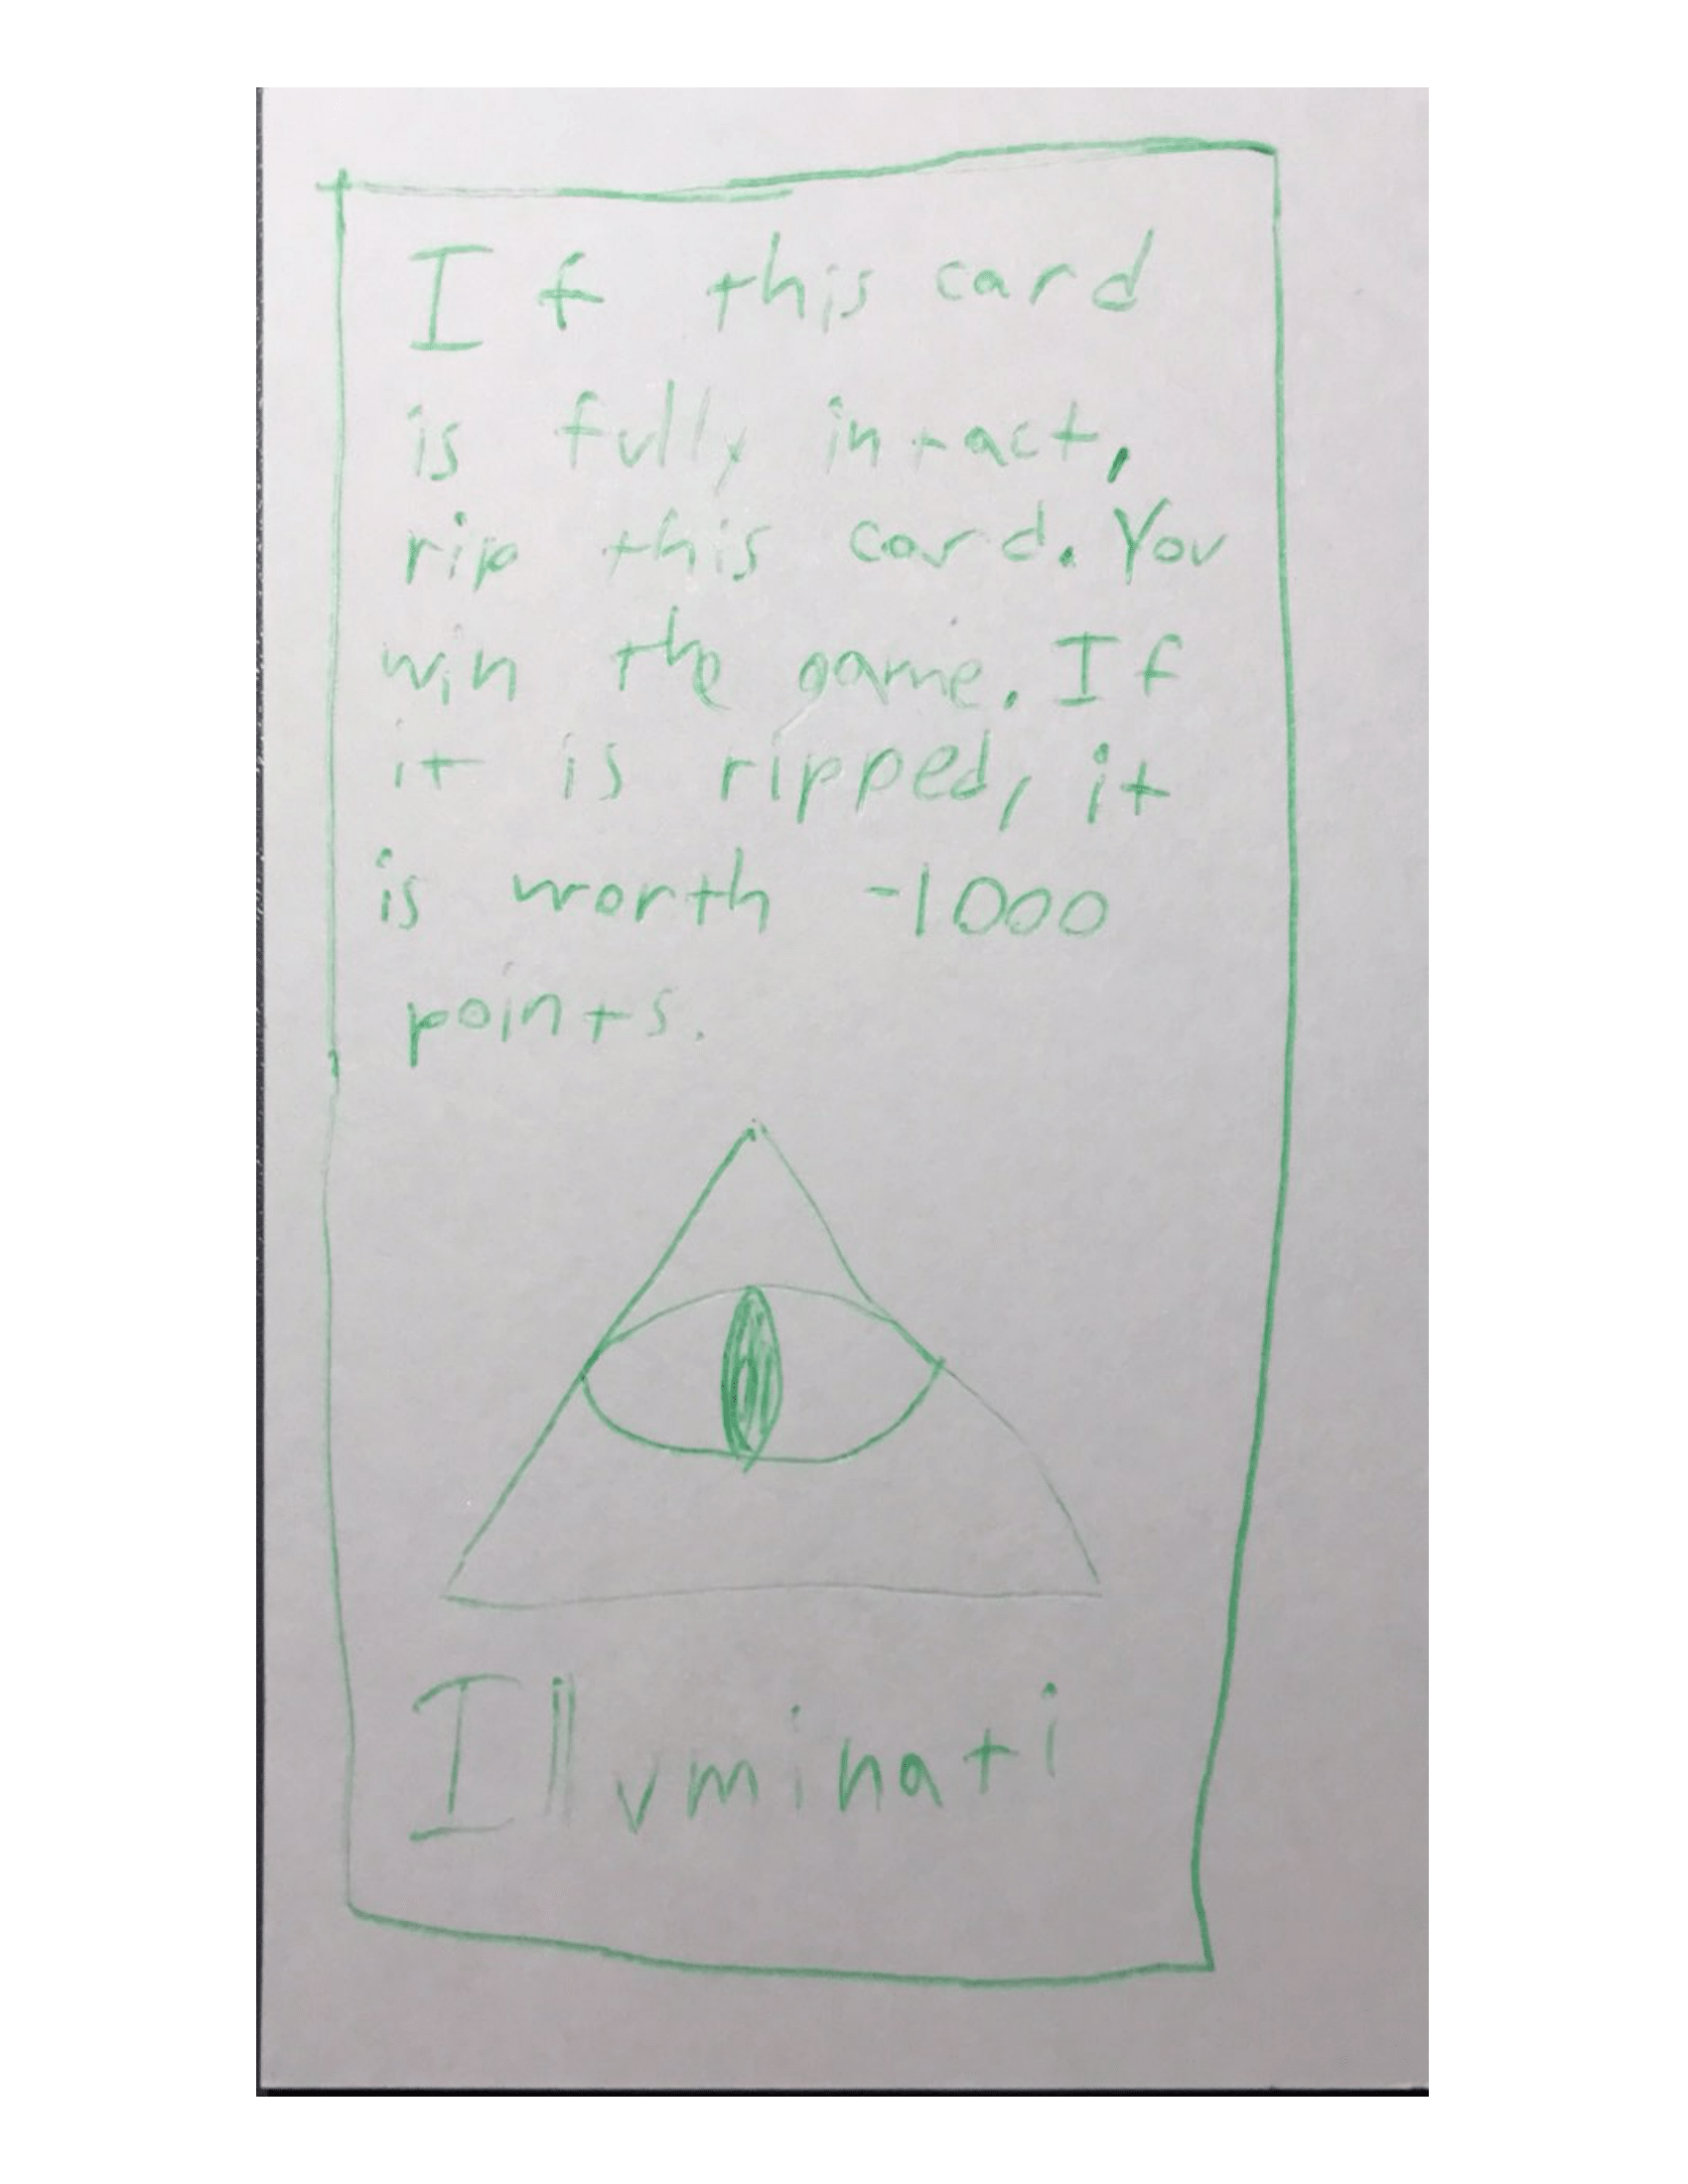 If this card
is fully intact,
rip this card. You
win the game. If
it is ripped, it
is worth -1000
points.
Illuminati